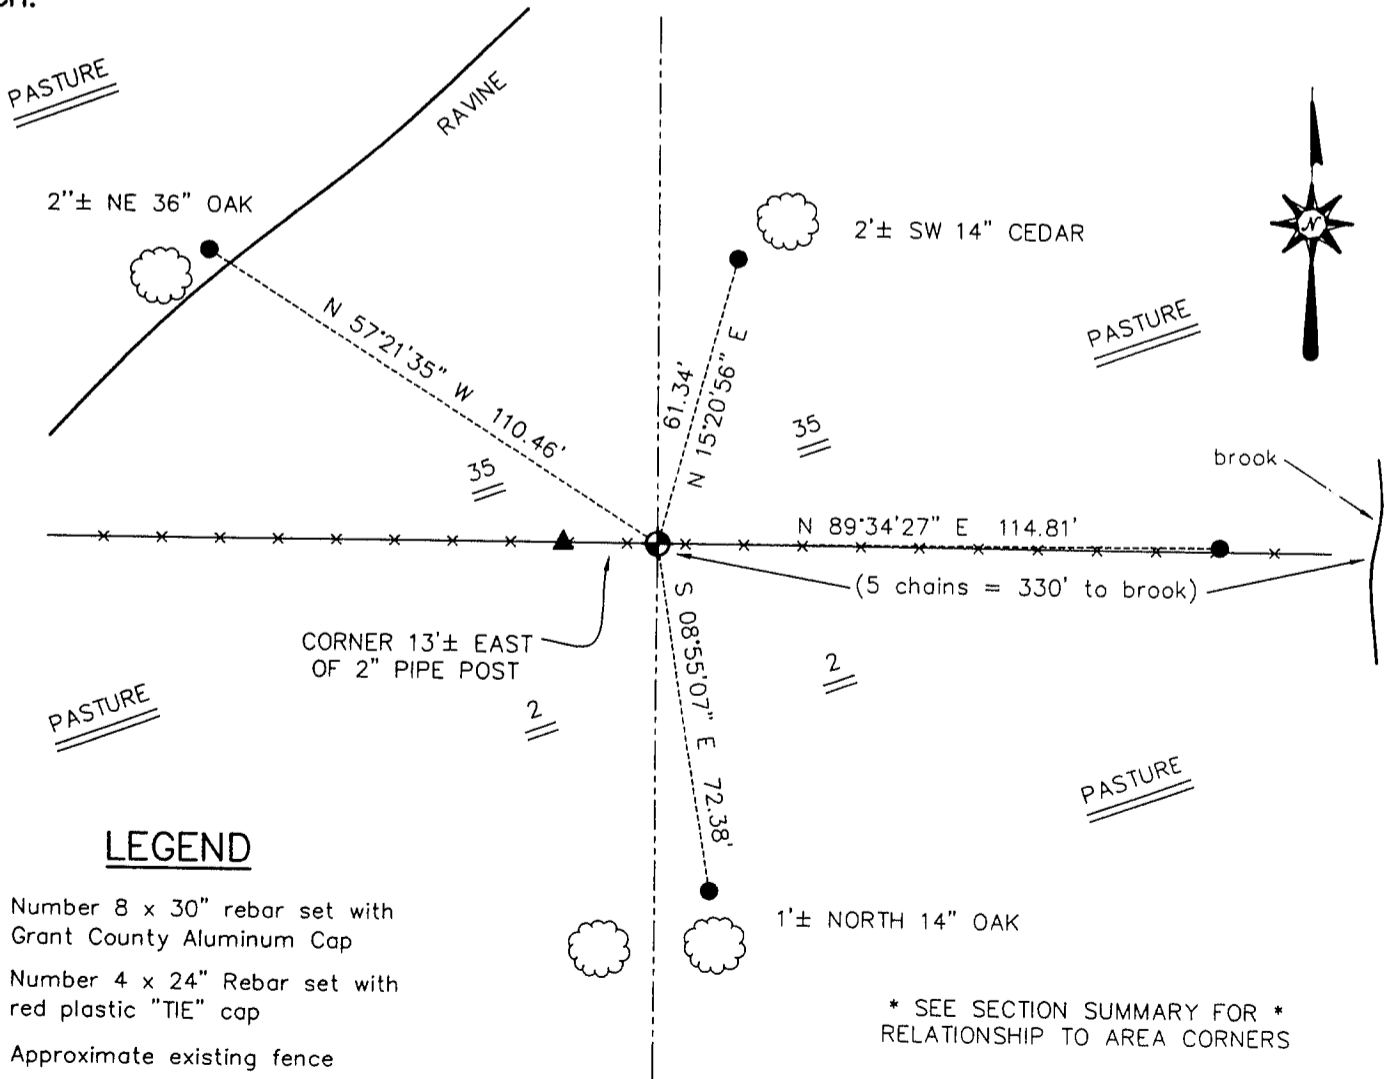 PASTURE
RAVINE
2"± NE 36" OAK
2'± SW 14" CEDAR
N
N 57°21'35" W 110.46'
61.34'
N 15°20'56" E
PASTURE
35
35
brook
N 89°34'27" E 114.81'
(5 chains = 330' to brook)
CORNER 13'± EAST
OF 2" PIPE POST
S 08°55'07" E 72.38'
2
2
PASTURE
PASTURE
LEGEND
Number 8 x 30" rebar set with
Grant County Aluminum Cap
Number 4 x 24" Rebar set with
red plastic "TIE" cap
Approximate existing fence
1'± NORTH 14" OAK
* SEE SECTION SUMMARY FOR *
RELATIONSHIP TO AREA CORNERS